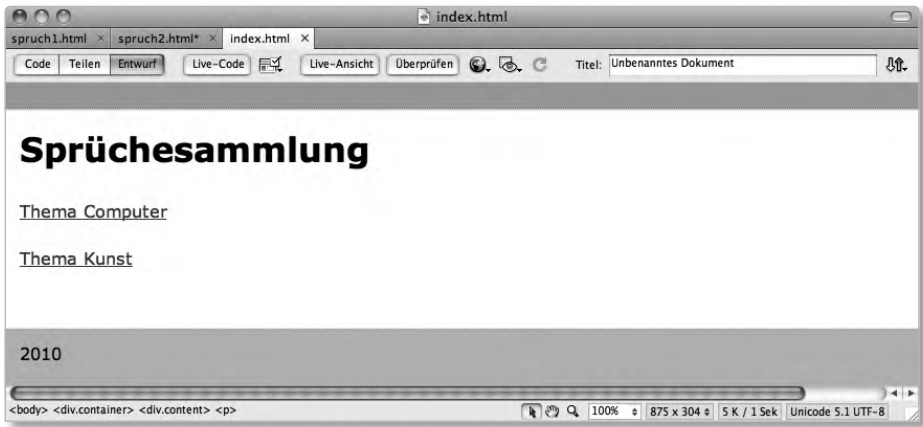 index.html
spruch1.html × spruch2.html* × index.html ×
Code Teilen Entwurf Live-Code Live-Ansicht Überprüfen Titel: Unbenanntes Dokument
Sprüchesammlung
Thema Computer
Thema Kunst
2010
<body> <div.container> <div.content> <p> 100% 875 x 304 5 K / 1 Sek Unicode 5.1 UTF-8